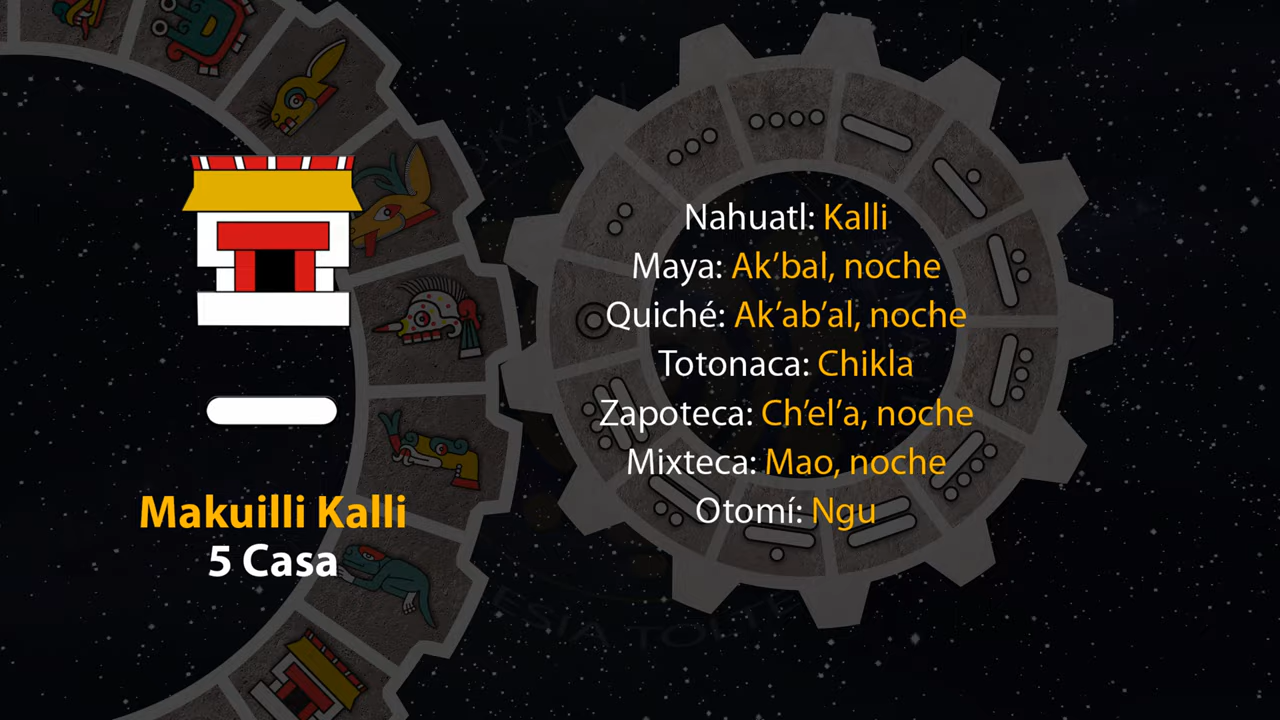 Makuilli Kalli
5 Casa
Nahuatl: Kalli
Maya: Ak’bal, noche
Quiché: Ak’ab’al, noche
Totonaca: Chikla
Zapoteca: Ch’el’a, noche
Mixteca: Mao, noche
Otomí: Ngu